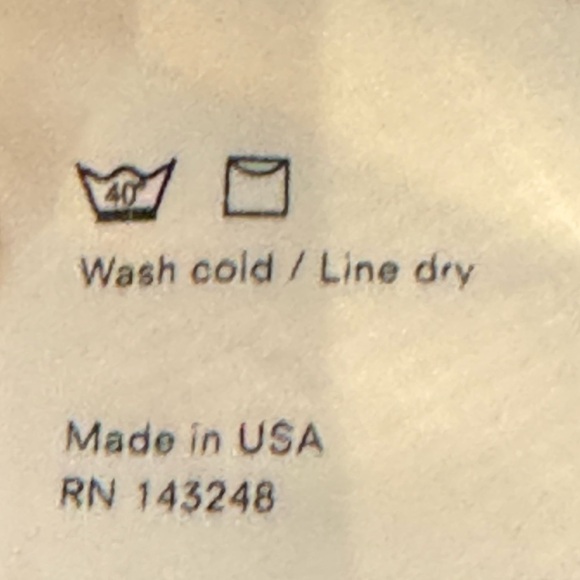 40°
Wash cold / Line dry
Made in USA
RN 143248